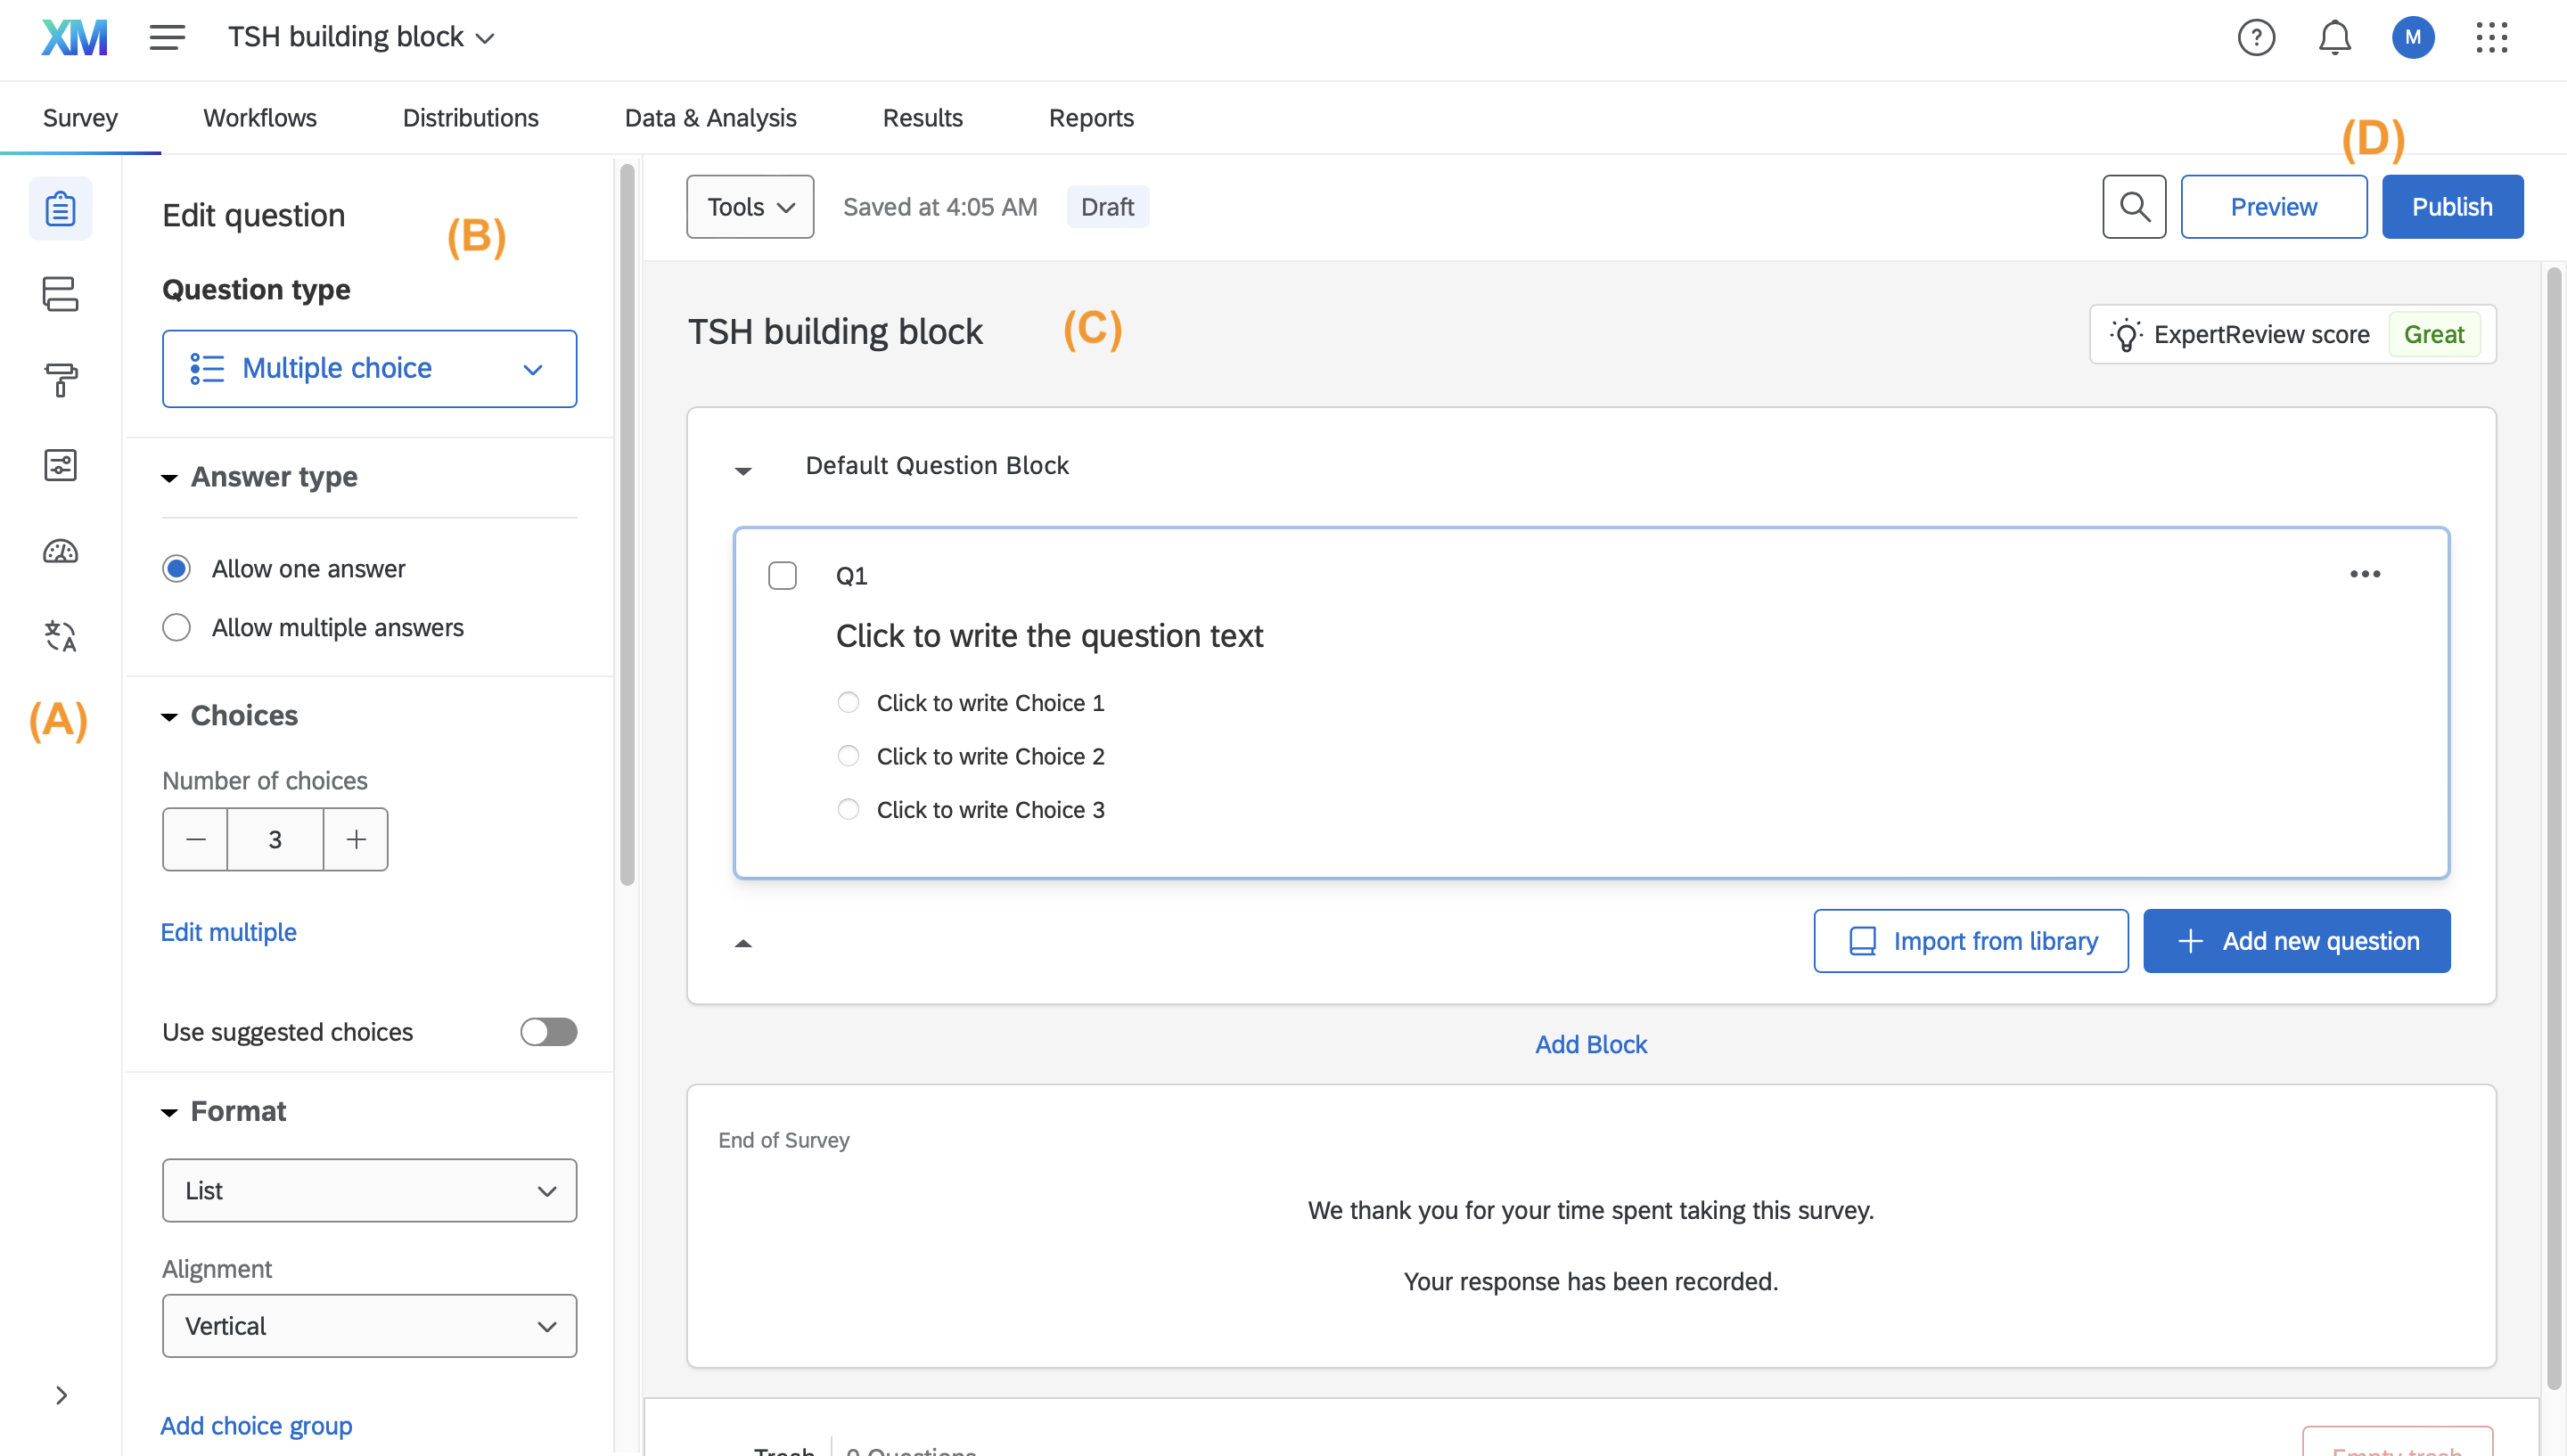 XM TSH building block
? M
Survey Workflows Distributions Data & Analysis Results Reports
(D)
Edit question
(B)
Question type
Multiple choice
Answer type
Allow one answer
Allow multiple answers
(A)
Choices
Number of choices
3
Edit multiple
Use suggested choices
Format
List
Alignment
Vertical
Add choice group
Tools Saved at 4:05 AM Draft Preview Publish
TSH building block (C) ExpertReview score Great
Default Question Block
Q1
Click to write the question text
Click to write Choice 1
Click to write Choice 2
Click to write Choice 3
Import from library Add new question
Add Block
End of Survey
We thank you for your time spent taking this survey.
Your response has been recorded.
Trash 0 Questions Empty trash